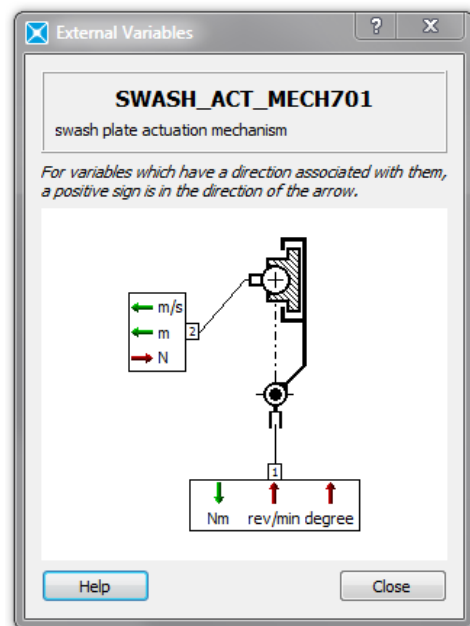 External Variables
SWASH_ACT_MECH701
swash plate actuation mechanism
For variables which have a direction associated with them,
a positive sign is in the direction of the arrow.
m/s
m
2
N
1
Nm rev/min degree
Help Close